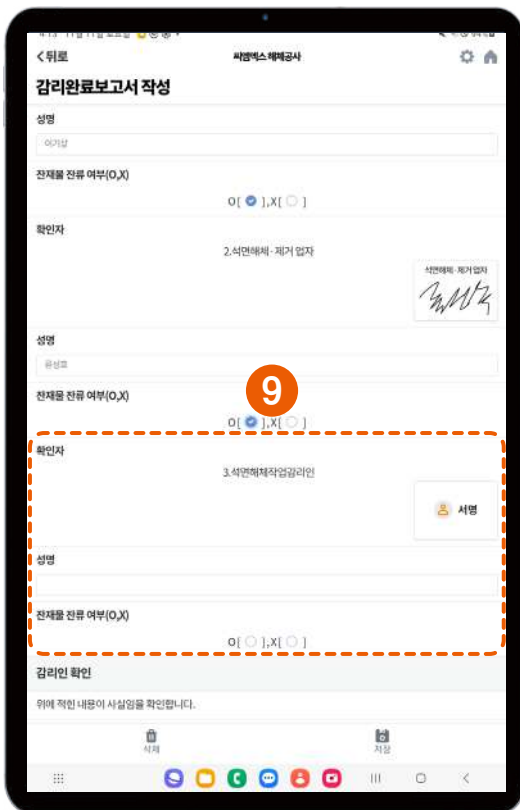 뒤로
씨엠엑스 해체공사
감리완료보고서 작성
성명
이기상
잔재물 잔류 여부(O,X)
O[ ],X[ ]
확인자
2.석면해체·제거 업자
석면해체·제거 업자
성명
잔재물 잔류 여부(O,X)
9
O[ ],X[ ]
확인자
3.석면해체작업감리인
서명
성명
잔재물 잔류 여부(O,X)
O[ ],X[ ]
감리인 확인
위에 적힌 내용이 사실임을 확인합니다.
삭제
저장